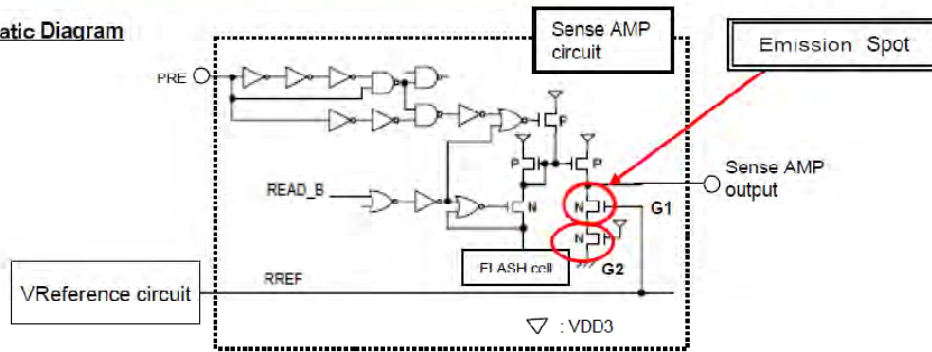 atic Diagram
Sense AMP
circuit
Emission Spot
PRE
P
P
P
Sense AMP
output
READ_B
N
N
G1
N
FLASH cell
G2
VReference circuit
RREF
: VDD3